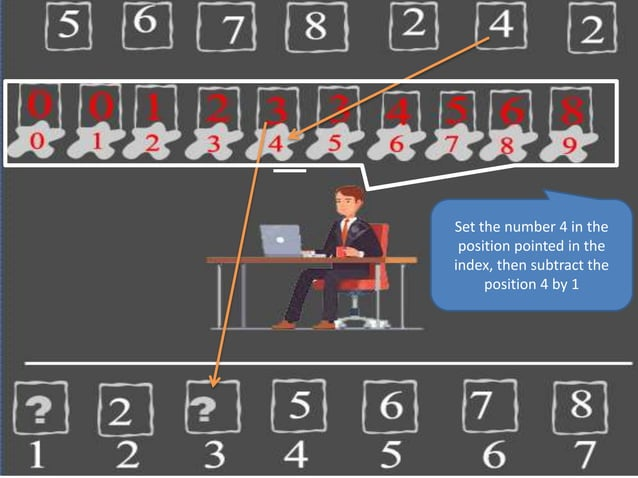 5 6 7 8 2 4 2
0 0 1 2 3 3 4 5 6 8
0 1 2 3 4 5 6 7 8 9
Set the number 4 in the
position pointed in the
index, then subtract the
position 4 by 1
? 2 ? 5 6 7 8
1 2 3 4 5 6 7